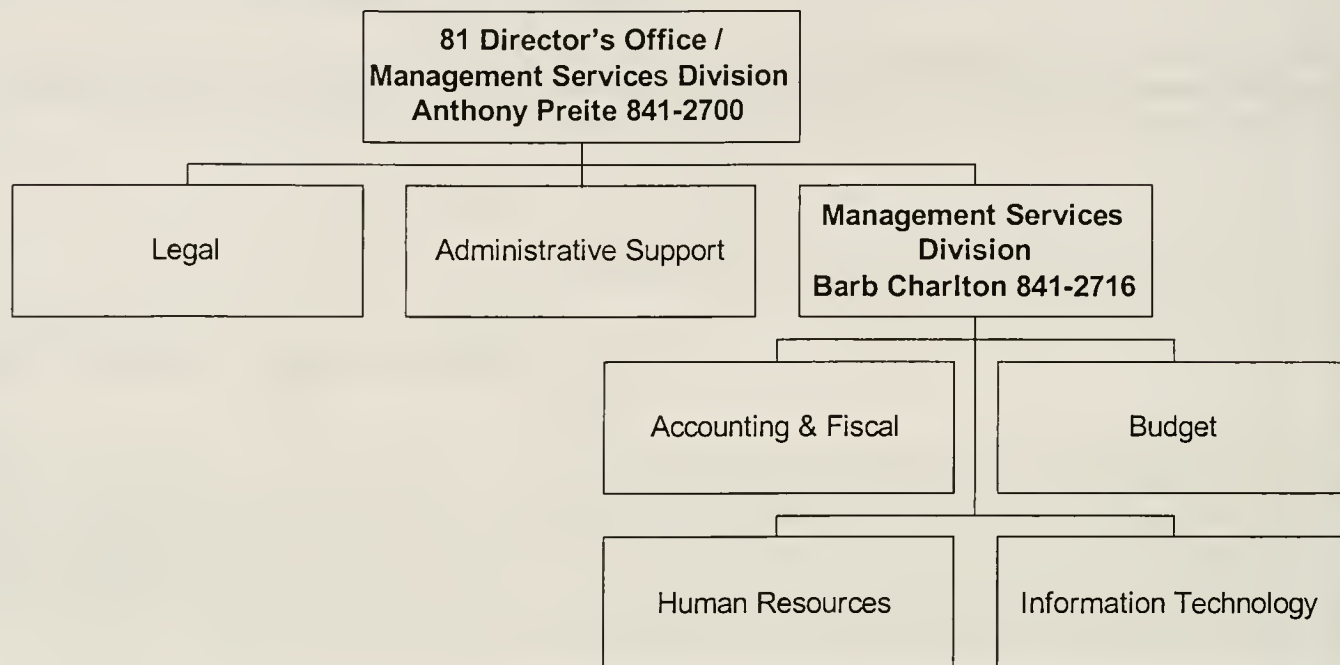 81 Director's Office /
Management Services Division
Anthony Preite 841-2700
Legal
Administrative Support
Management Services
Division
Barb Charlton 841-2716
Accounting & Fiscal
Budget
Human Resources
Information Technology